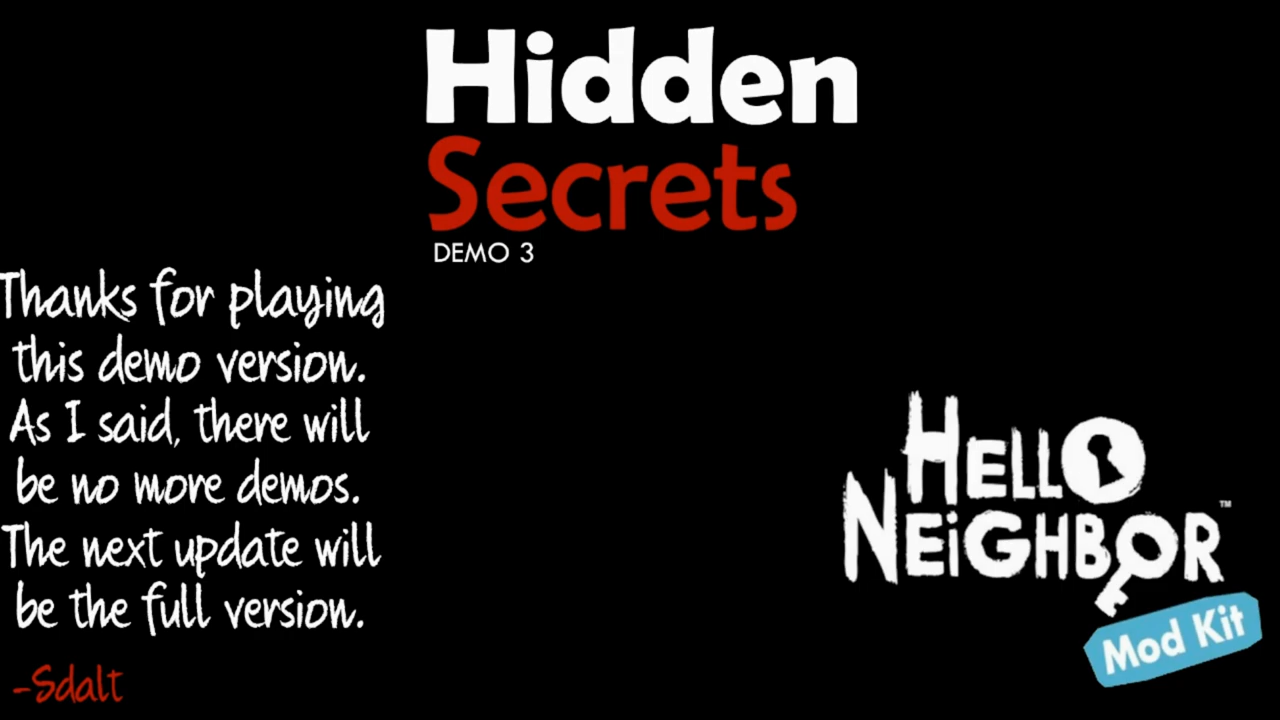 Hidden
Secrets
DEMO 3
Thanks for playing
this demo version.
As I said, there will
be no more demos.
The next update will
be the full version.
-Sdalt
HELLO
NEiGHBOR™
Mod Kit